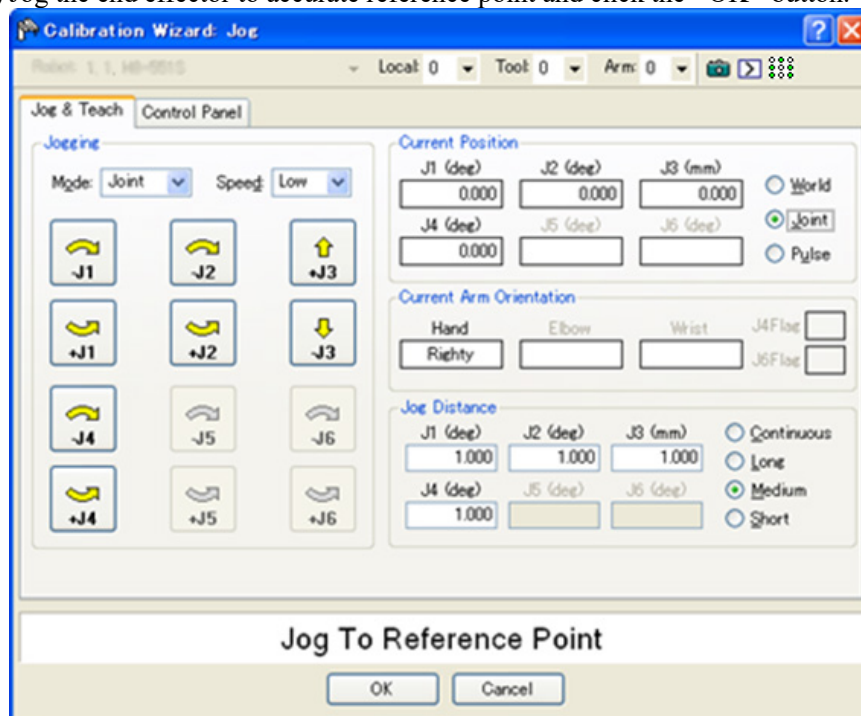 Jog the end effector to accurate reference point and click the "OK" button.
Calibration Wizard: Jog
Robot: 1, 1, H8-551S Local: 0 Tool: 0 Arm: 0
Jog & Teach Control Panel
Jogging
Mode: Joint Speed: Low
-J1 -J2 +J3
+J1 +J2 -J3
-J4 -J5 -J6
+J4 +J5 +J6
Current Position
J1 (deg) J2 (deg) J3 (mm)
0.000 0.000 0.000 World
J4 (deg) J5 (deg) J6 (deg) Joint
0.000 Pulse
Current Arm Orientation
Hand Elbow Wrist J4Flag
Righty J6Flag
Jog Distance
J1 (deg) J2 (deg) J3 (mm) Continuous
1.000 1.000 1.000 Long
J4 (deg) J5 (deg) J6 (deg) Medium
1.000 Short
Jog To Reference Point
OK Cancel